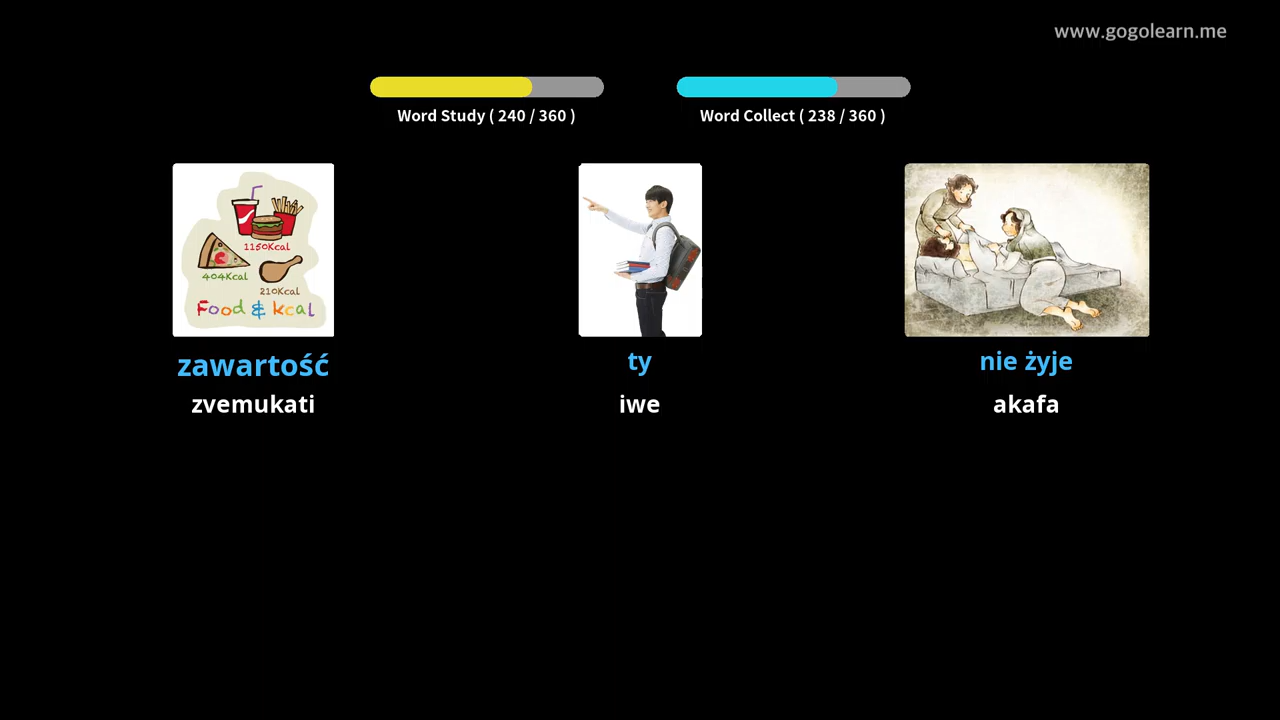 www.gogolearn.me
Word Study ( 240 / 360 )
Word Collect ( 238 / 360 )
1150Kcal
404Kcal
210Kcal
Food & kcal
zawartość
ty
nie żyje
zvemukati
iwe
akafa